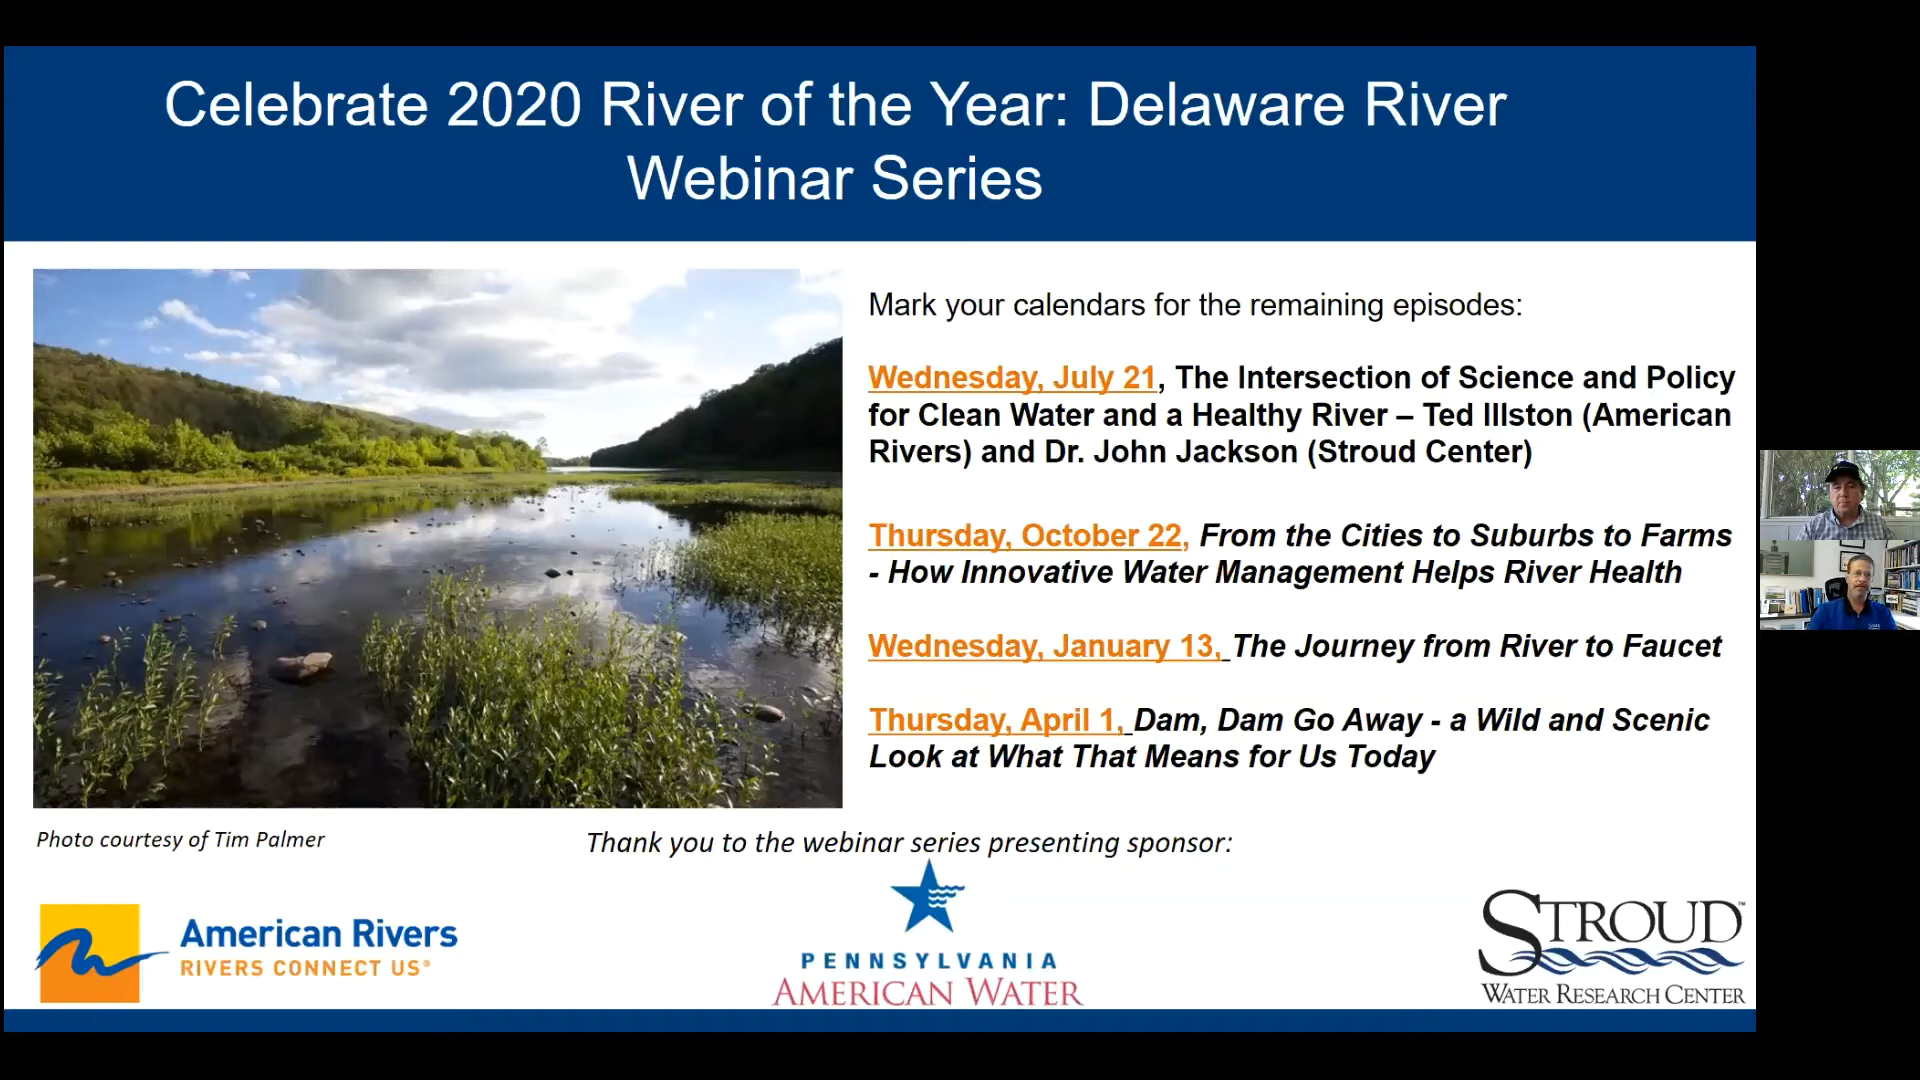 Celebrate 2020 River of the Year: Delaware River
Webinar Series
Mark your calendars for the remaining episodes:
Wednesday, July 21, The Intersection of Science and Policy
for Clean Water and a Healthy River – Ted Illston (American
Rivers) and Dr. John Jackson (Stroud Center)
Thursday, October 22, From the Cities to Suburbs to Farms
- How Innovative Water Management Helps River Health
Wednesday, January 13, The Journey from River to Faucet
Thursday, April 1, Dam, Dam Go Away - a Wild and Scenic
Look at What That Means for Us Today
Photo courtesy of Tim Palmer
Thank you to the webinar series presenting sponsor:
American Rivers
RIVERS CONNECT US®
PENNSYLVANIA
AMERICAN WATER
STROUD™
WATER RESEARCH CENTER